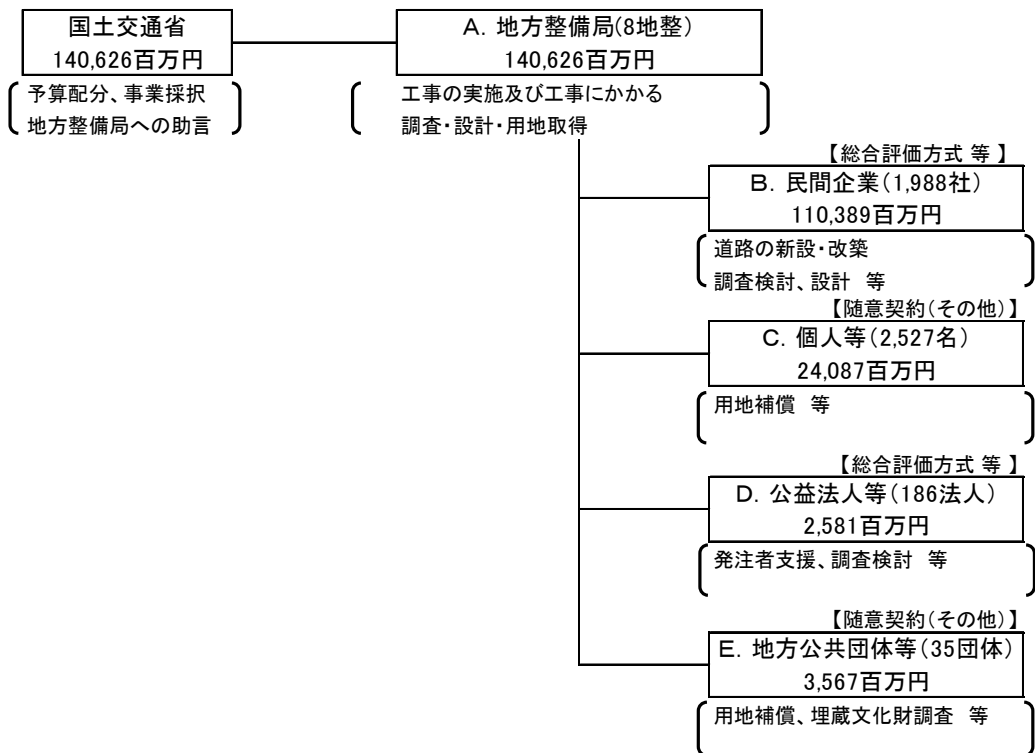 国土交通省
140,626百万円
予算配分、事業採択
地方整備局への助言
A. 地方整備局(8地整)
140,626百万円
工事の実施及び工事にかかる
調査・設計・用地取得
【総合評価方式 等 】
B. 民間企業(1,988社)
110,389百万円
道路の新設・改築
調査検討、設計 等
【随意契約(その他)】
C. 個人等(2,527名)
24,087百万円
用地補償 等
【総合評価方式 等 】
D. 公益法人等(186法人)
2,581百万円
発注者支援、調査検討 等
【随意契約(その他)】
E. 地方公共団体等(35団体)
3,567百万円
用地補償、埋蔵文化財調査 等